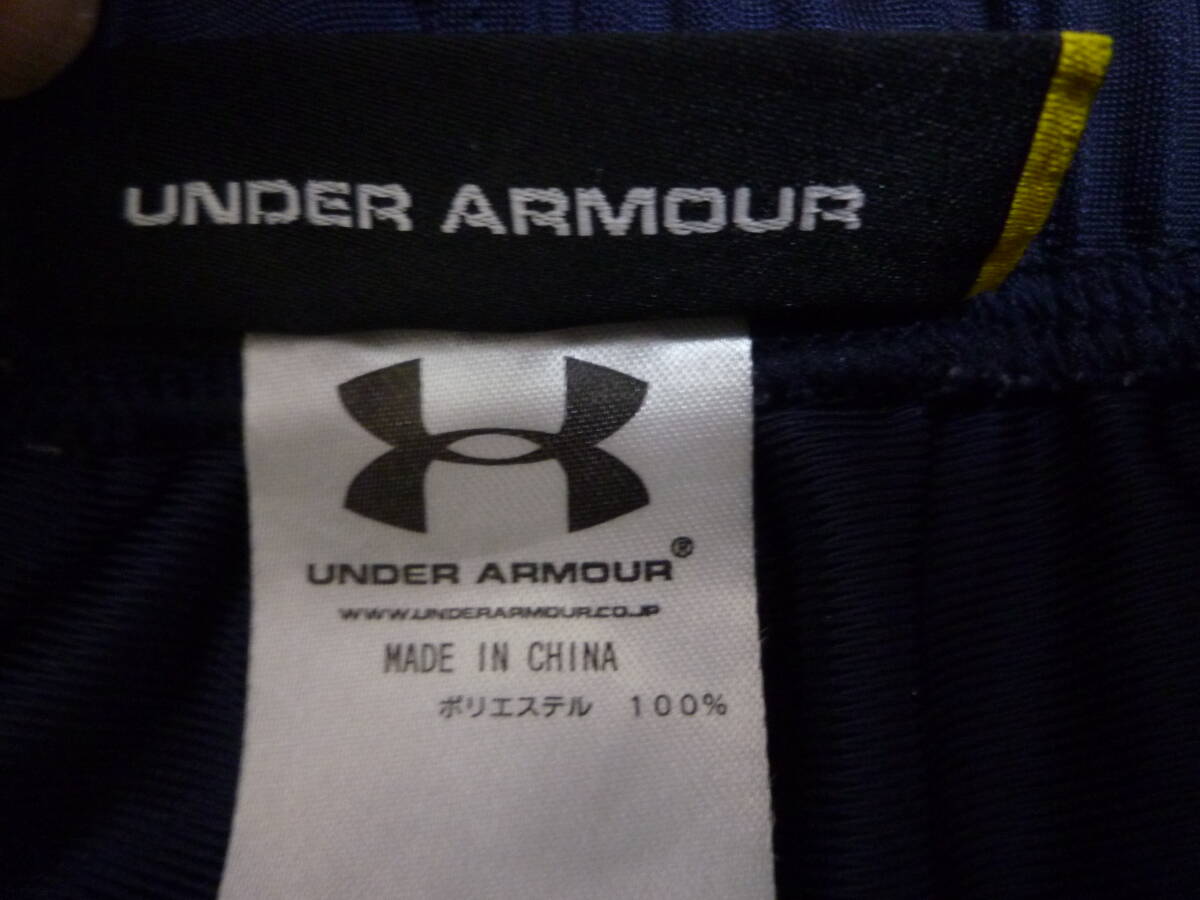 UNDER ARMOUR
UNDER ARMOUR®
WWW.UNDERARMOUR.CO.JP
MADE IN CHINA
ポリエステル 100%